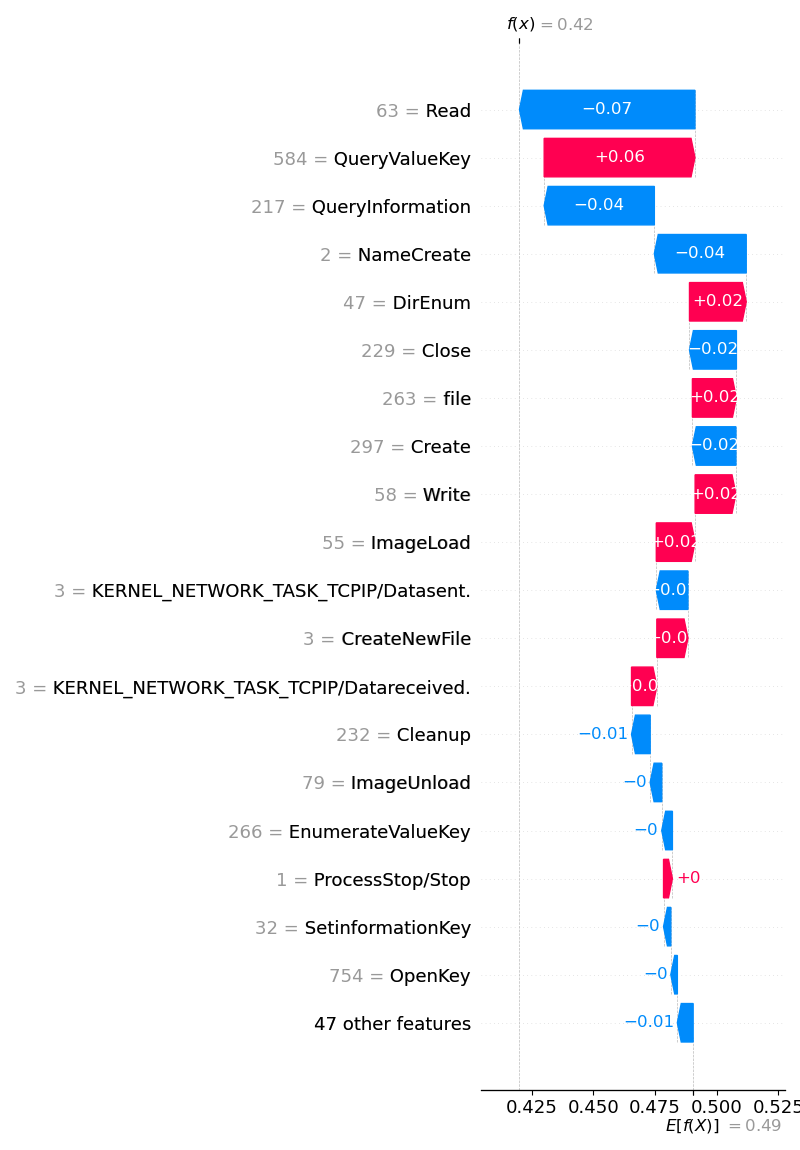 f(x) = 0.42
63 = Read
−0.07
584 = QueryValueKey
+0.06
217 = QueryInformation
−0.04
2 = NameCreate
−0.04
47 = DirEnum
+0.02
229 = Close
−0.02
263 = file
+0.02
297 = Create
−0.02
58 = Write
+0.02
55 = ImageLoad
+0.02
3 = KERNEL_NETWORK_TASK_TCPIP/Datasent.
3 = CreateNewFile
3 = KERNEL_NETWORK_TASK_TCPIP/Datareceived.
232 = Cleanup
−0.01
79 = ImageUnload
−0
266 = EnumerateValueKey
−0
1 = ProcessStop/Stop
+0
32 = SetinformationKey
−0
754 = OpenKey
−0
47 other features
−0.01
0.425 0.450 0.475 0.500 0.525
E[f(X)] = 0.49